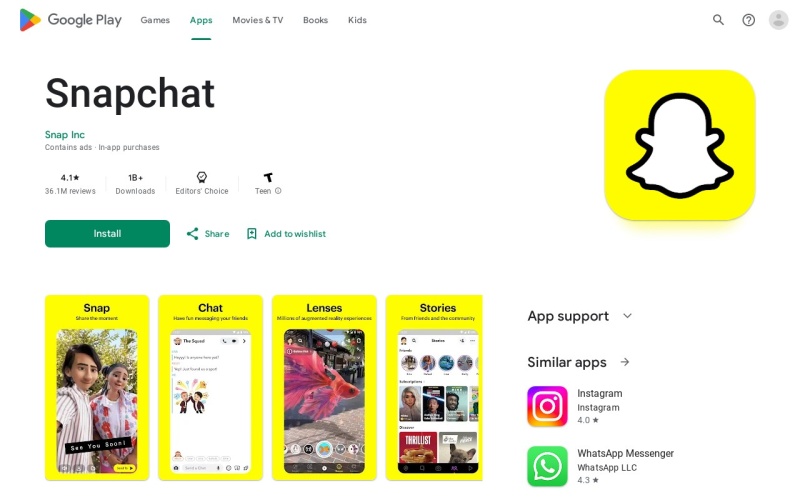 Google Play
Games
Apps
Movies & TV
Books
Kids
Snapchat
Snap Inc
Contains ads · In-app purchases
4.1★
36.1M reviews
1B+
Downloads
Editors' Choice
T
Teen
Install
Share
Add to wishlist
Snap
Share the moment
See You Soon!
Chat
Have fun messaging your friends
The Squad
Lenses
Millions of augmented reality experiences
Stories
From friends and the community
Stories
Friends
Subscriptions
Discover
THRILLIST
App support
Similar apps
Instagram
Instagram
4.0 ★
WhatsApp Messenger
WhatsApp LLC
4.3 ★